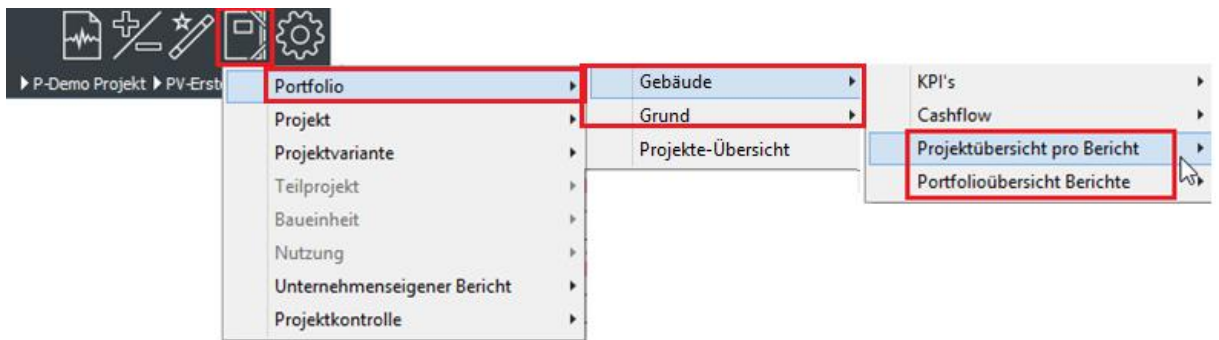 P-Demo Projekt PV-Erst
Portfolio
Projekt
Projektvariante
Teilprojekt
Baueinheit
Nutzung
Unternehmenseigener Bericht
Projektkontrolle
Gebäude
Grund
Projekte-Übersicht
KPI's
Cashflow
Projektübersicht pro Bericht
Portfolioübersicht Berichte